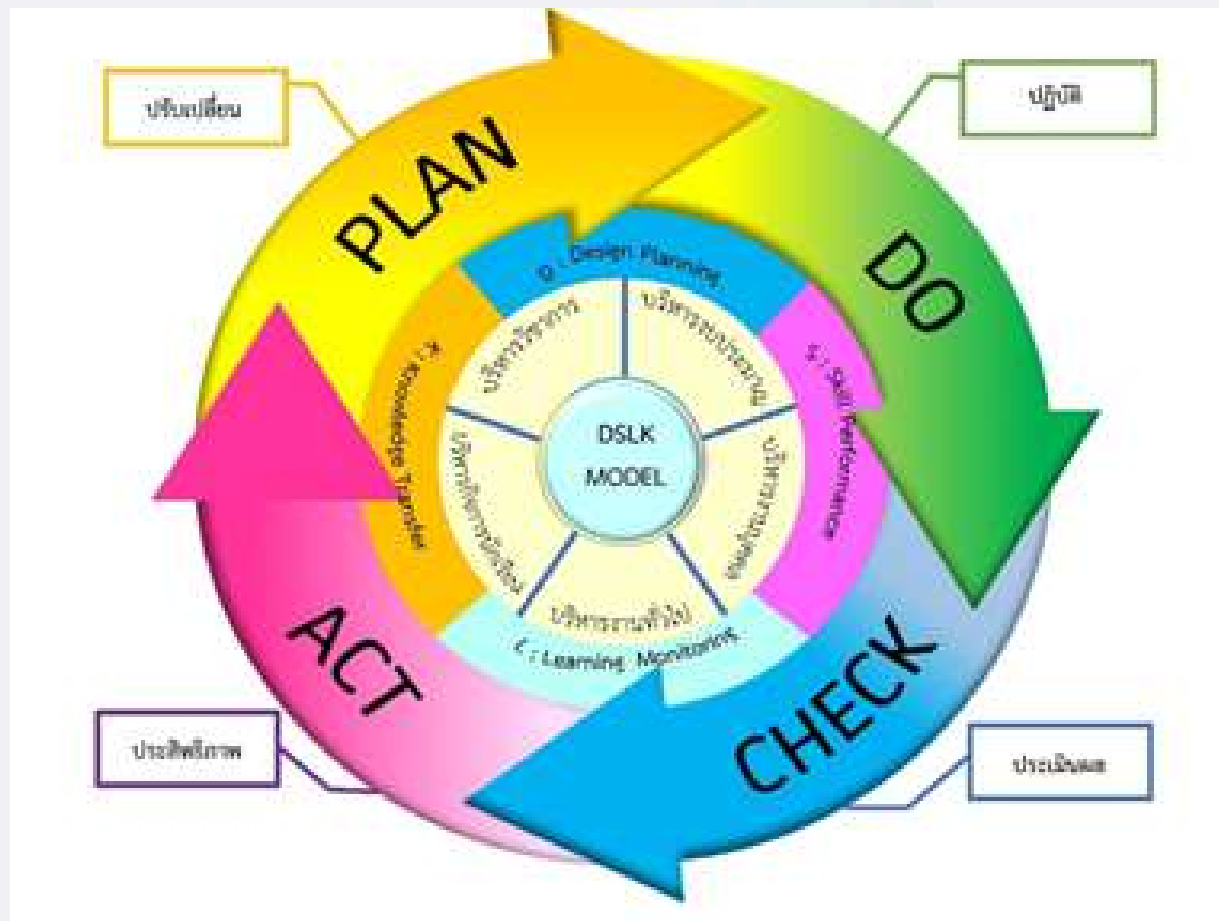 ปรับเปลี่ยน
ปฏิบัติ
PLAN
DO
CHECK
ACT
D : Design Planning
S : Skill Performance
L : Learning Monitoring
K : Knowledge Transfer
บริหารวิชาการ
บริหารงบประมาณ
บริหารงานบุคคล
บริหารงานทั่วไป
บริหารกิจการนักเรียน
DSLK
MODEL
ประสิทธิภาพ
ประเมินผล